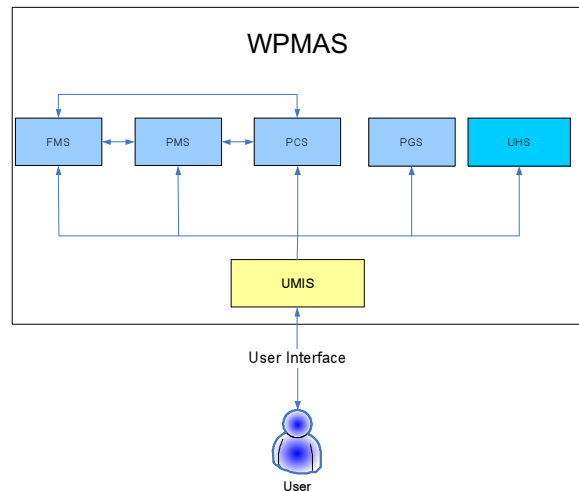 WPMAS
FMS
PMS
PCS
PGS
UHS
UMIS
User Interface
User